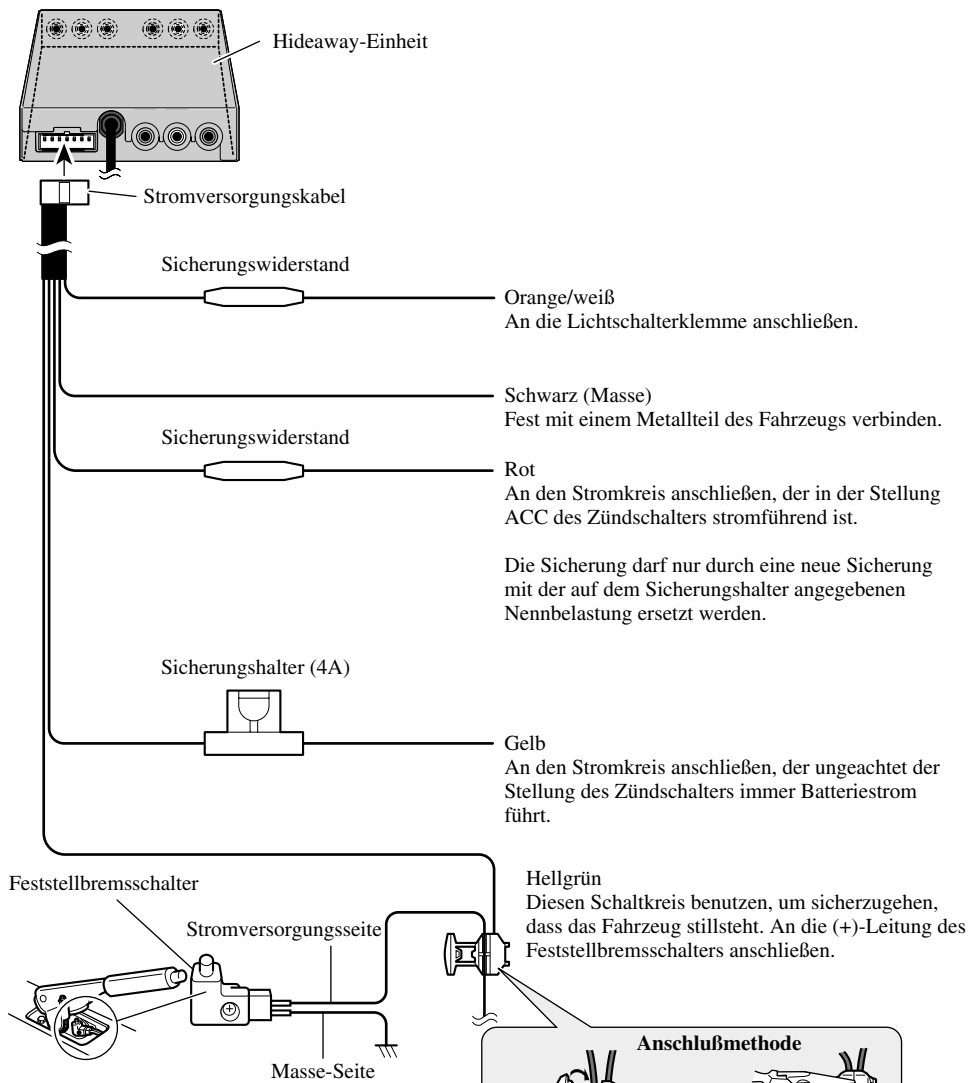 Hideaway-Einheit
Stromversorgungskabel
Sicherungswiderstand
Orange/weiß
An die Lichtschalterklemme anschließen.
Schwarz (Masse)
Fest mit einem Metallteil des Fahrzeugs verbinden.
Sicherungswiderstand
Rot
An den Stromkreis anschließen, der in der Stellung
ACC des Zündschalters stromführend ist.
Die Sicherung darf nur durch eine neue Sicherung
mit der auf dem Sicherungshalter angegebenen
Nennbelastung ersetzt werden.
Sicherungshalter (4A)
Gelb
An den Stromkreis anschließen, der ungeachtet der
Stellung des Zündschalters immer Batteriestrom
führt.
Hellgrün
Diesen Schaltkreis benutzen, um sicherzugehen,
dass das Fahrzeug stillsteht. An die (+)-Leitung des
Feststellbremsschalters anschließen.
Feststellbremsschalter
Stromversorgungsseite
Masse-Seite
Anschlußmethode